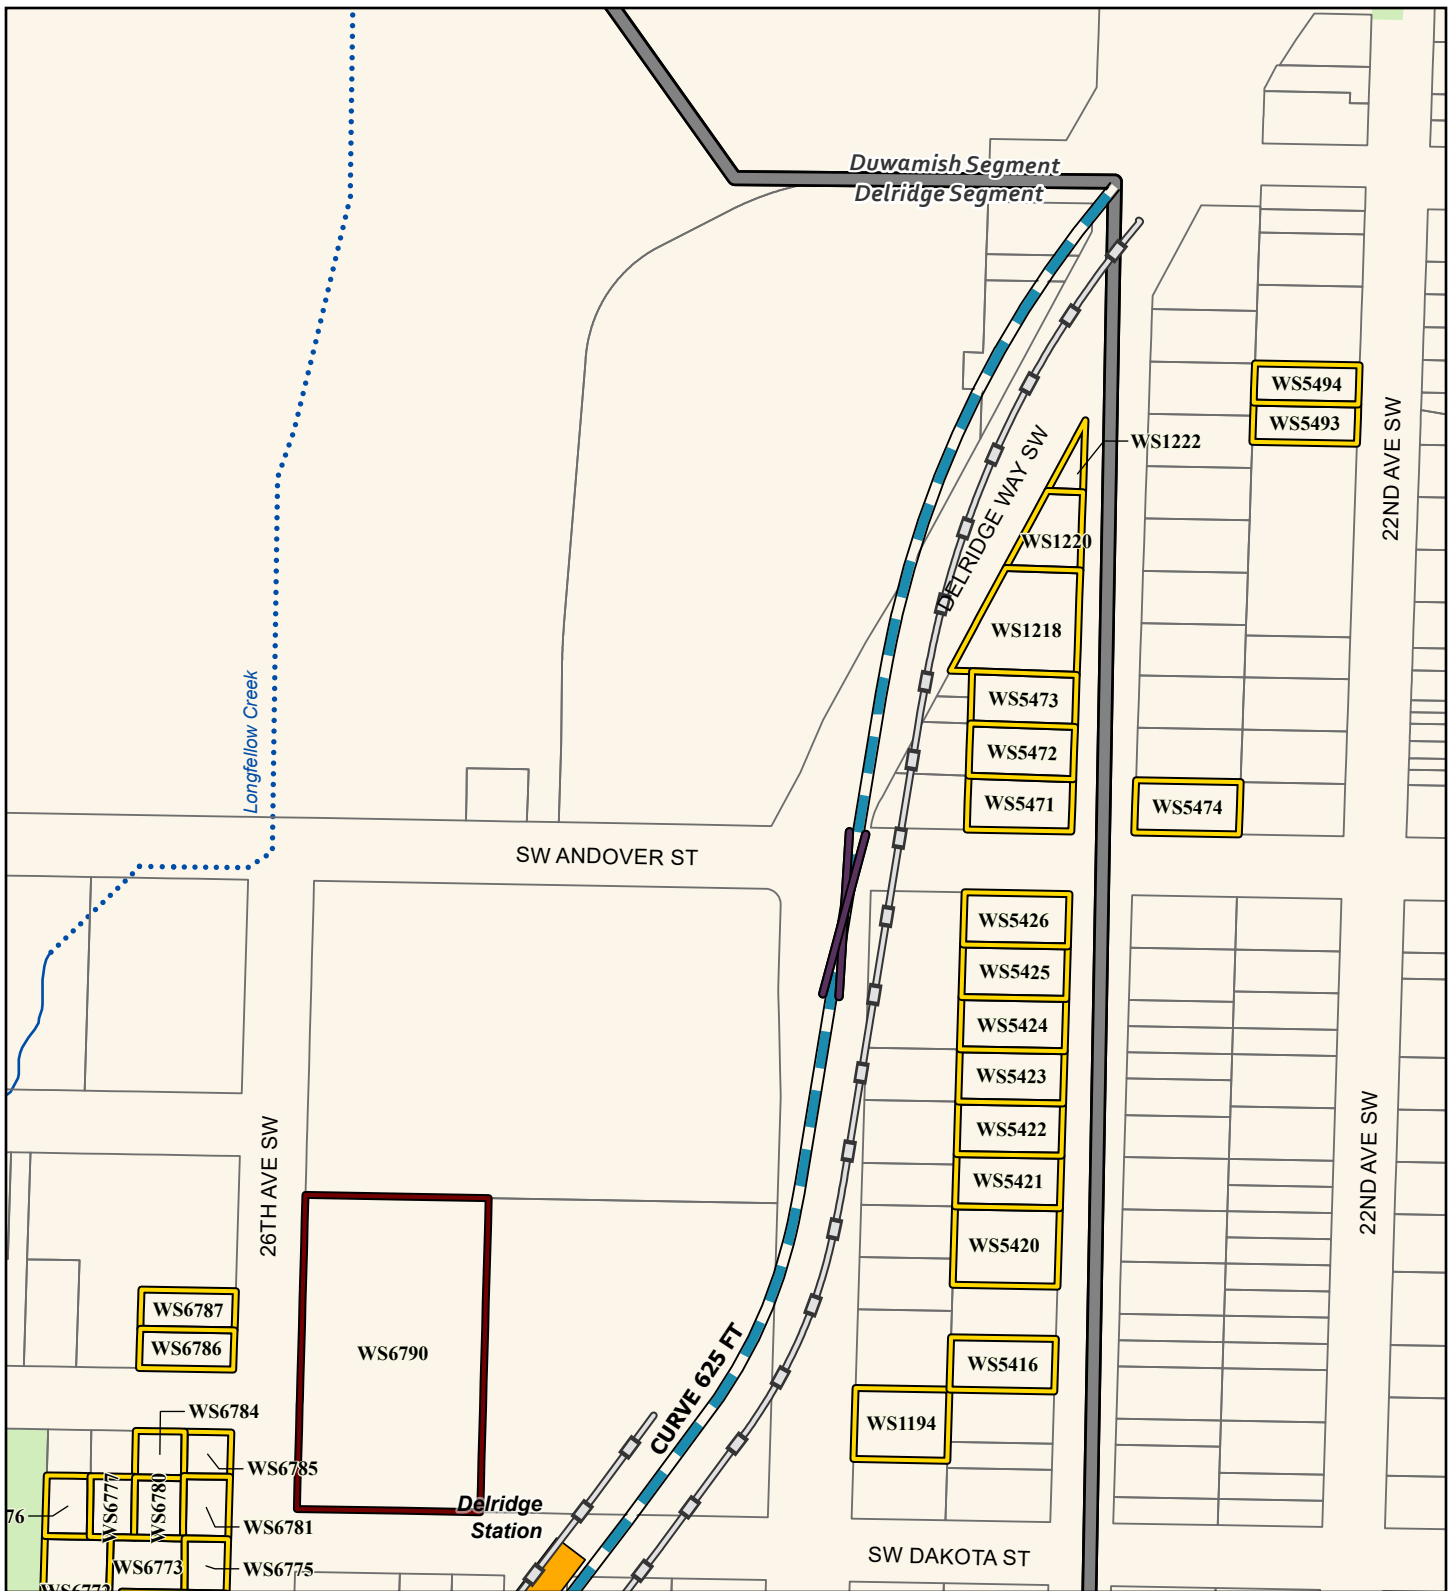 Duwamish Segment
Delridge Segment
WS5494
WS5493
22ND AVE SW
WS1222
DELRIDGE WAY SW
WS1220
WS1218
WS5473
WS5472
WS5471
WS5474
Longfellow Creek
SW ANDOVER ST
WS5426
WS5425
WS5424
WS5423
WS5422
WS5421
WS5420
22ND AVE SW
26TH AVE SW
WS6787
WS6786
WS6790
CURVE 625 FT
WS5416
WS1194
WS6784
WS6785
WS6777
WS6780
76
WS6781
WS6773
WS6775
WS6772
Delridge
Station
SW DAKOTA ST